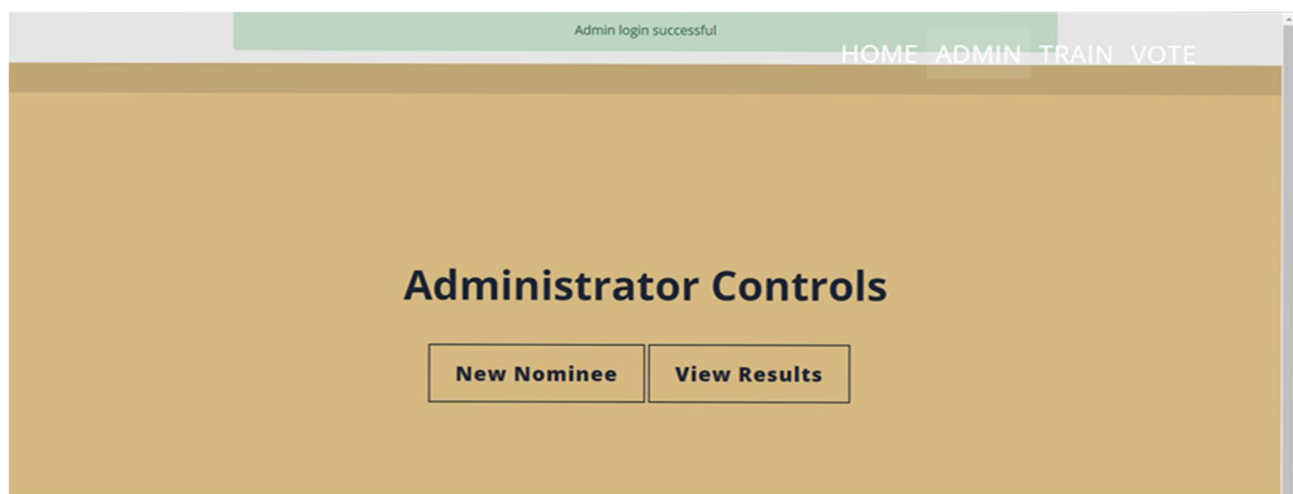 Admin login successful
HOME ADMIN TRAIN VOTE
Administrator Controls
New Nominee View Results